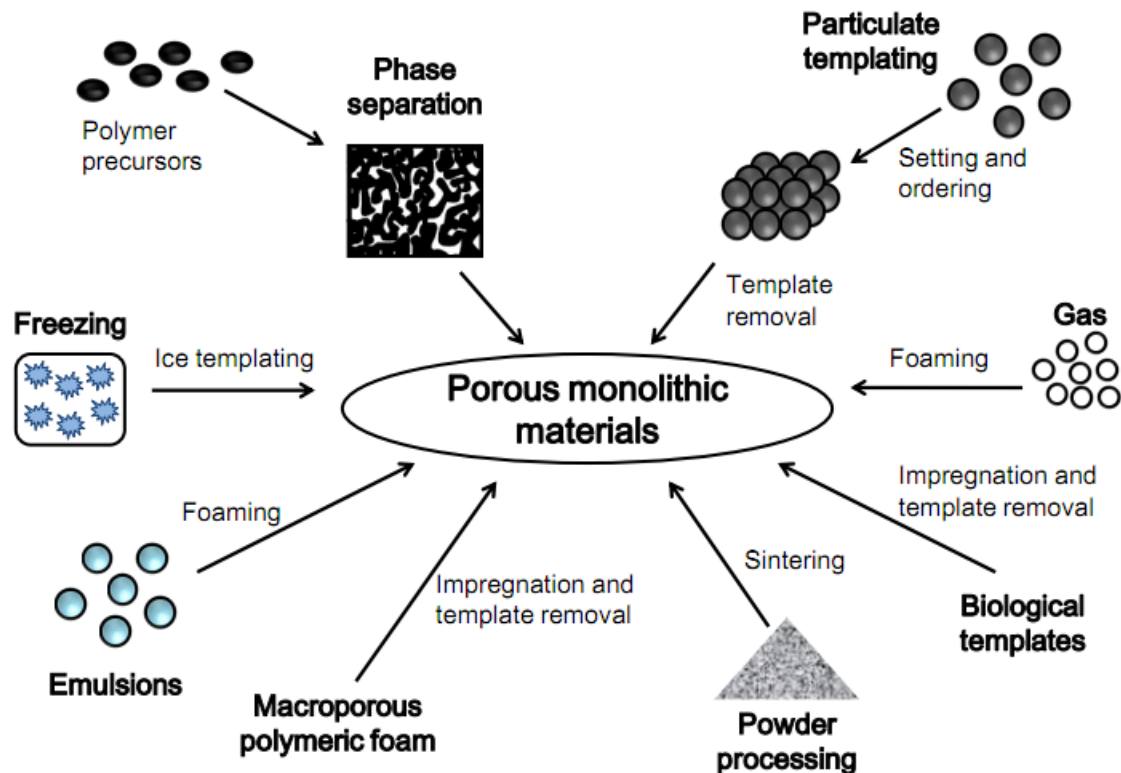 Particulate
templating
Phase
separation
Polymer
precursors
Setting and
ordering
Template
removal
Freezing
Ice templating
Gas
Foaming
Porous monolithic
materials
Foaming
Impregnation and
template removal
Emulsions
Impregnation and
template removal
Sintering
Biological
templates
Macroporous
polymeric foam
Powder
processing